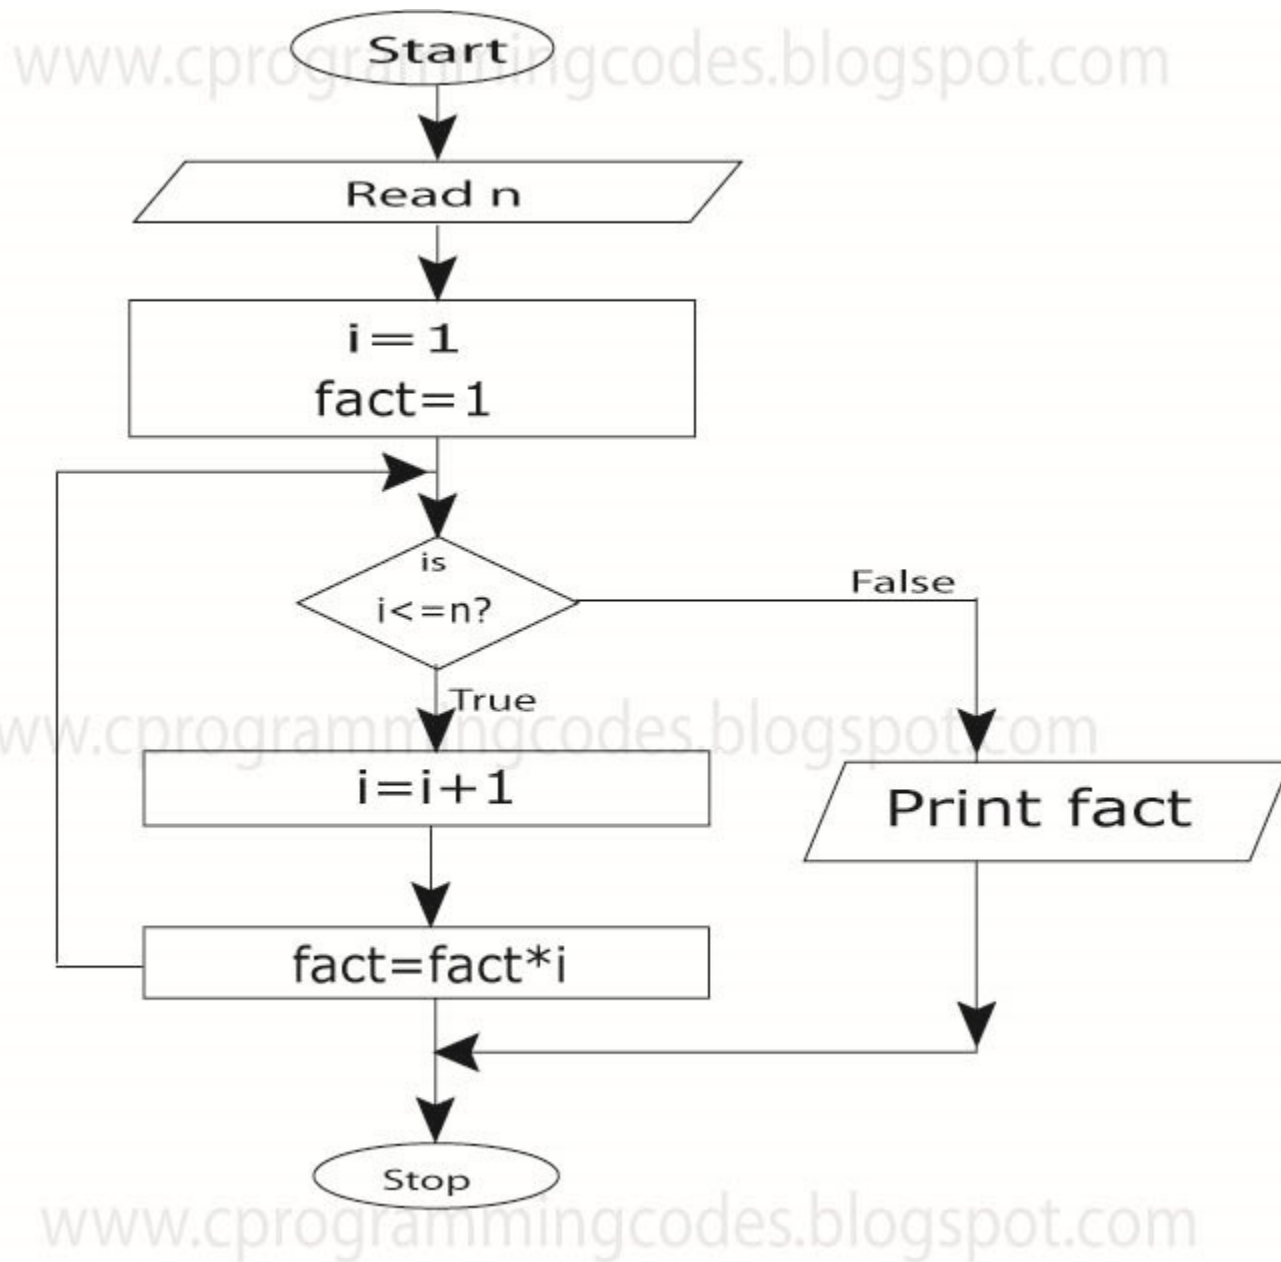 www.cprogrammingcodes.blogspot.com
Start
Read n
i=1
fact=1
is
i<=n?
False
True
www.cprogrammingcodes.blogspot.com
i=i+1
Print fact
fact=fact*i
Stop
www.cprogrammingcodes.blogspot.com